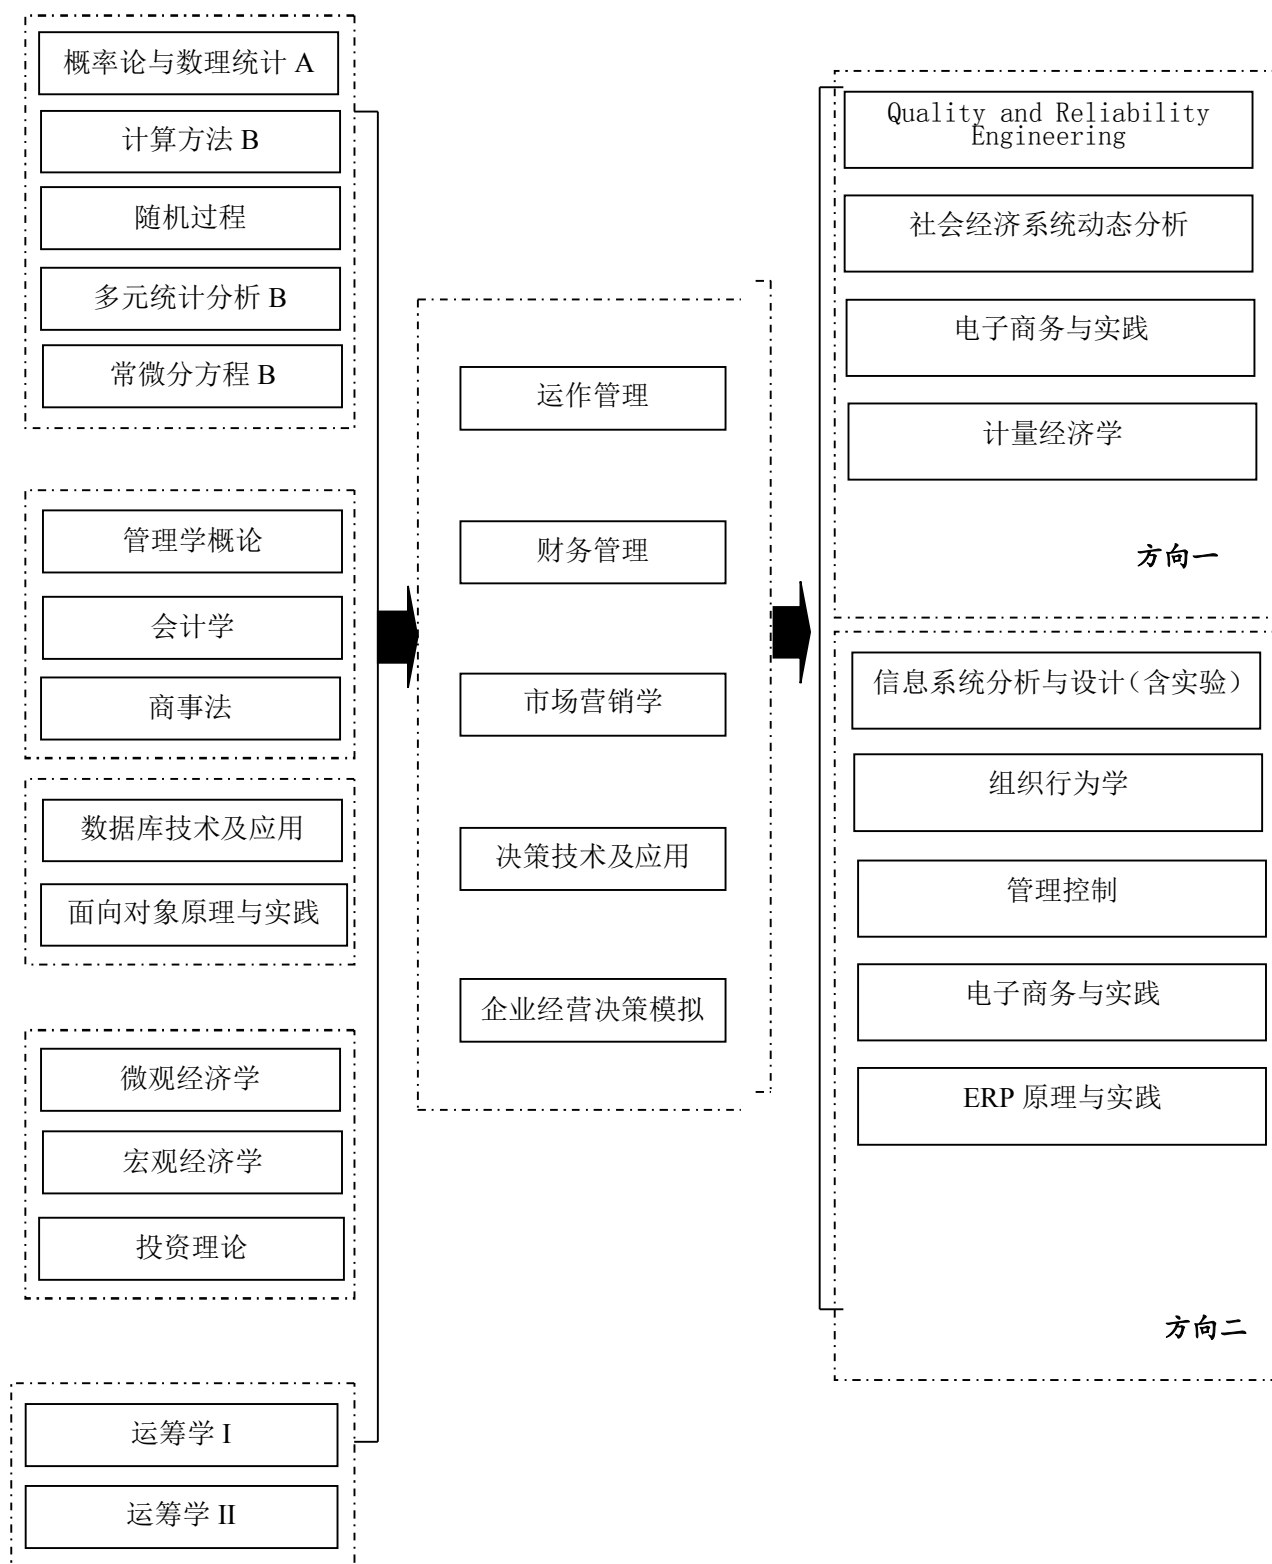 概率论与数理统计 A
计算方法 B
随机过程
多元统计分析 B
常微分方程 B
管理学概论
会计学
商事法
数据库技术及应用
面向对象原理与实践
微观经济学
宏观经济学
投资理论
运筹学 I
运筹学 II
运作管理
财务管理
市场营销学
决策技术及应用
企业经营决策模拟
Quality and Reliability
Engineering
社会经济系统动态分析
电子商务与实践
计量经济学
方向一
信息系统分析与设计（含实验）
组织行为学
管理控制
电子商务与实践
ERP 原理与实践
方向二